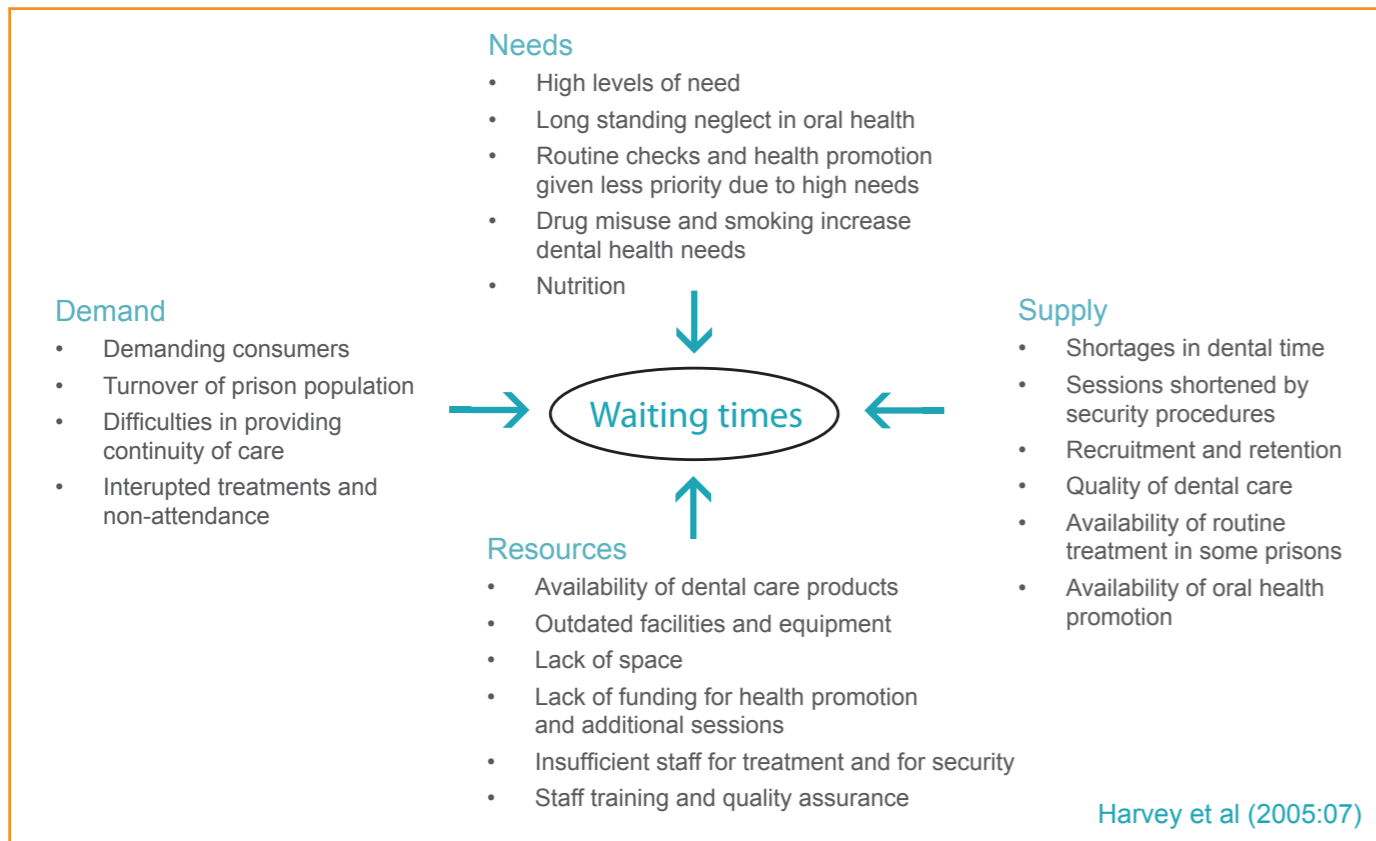 Needs
• High levels of need
• Long standing neglect in oral health
• Routine checks and health promotion
given less priority due to high needs
• Drug misuse and smoking increase
dental health needs
• Nutrition
Demand
• Demanding consumers
• Turnover of prison population
• Difficulties in providing
continuity of care
• Interupted treatments and
non-attendance
Waiting times
Supply
• Shortages in dental time
• Sessions shortened by
security procedures
• Recruitment and retention
• Quality of dental care
• Availability of routine
treatment in some prisons
• Availability of oral health
promotion
Resources
• Availability of dental care products
• Outdated facilities and equipment
• Lack of space
• Lack of funding for health promotion
and additional sessions
• Insufficient staff for treatment and for security
• Staff training and quality assurance
Harvey et al (2005:07)